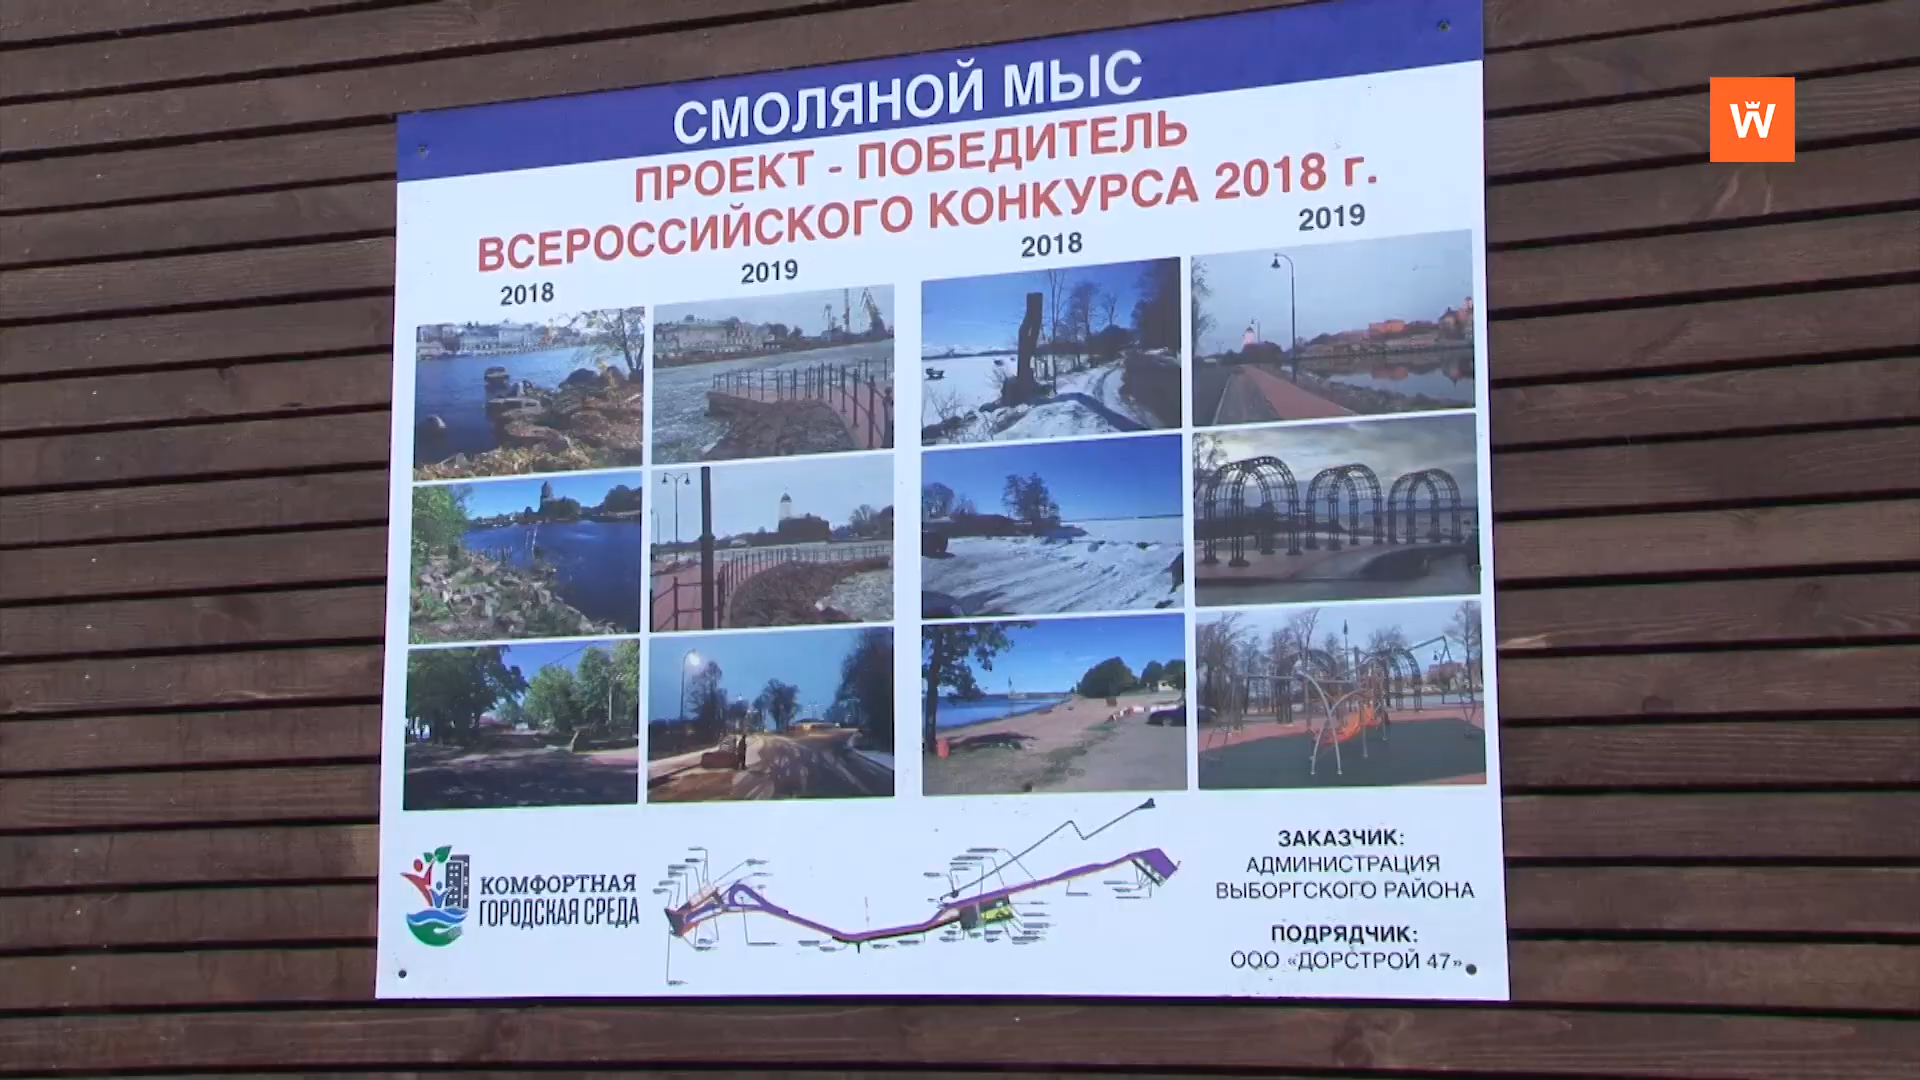 СМОЛЯНОЙ МЫС
ПРОЕКТ - ПОБЕДИТЕЛЬ
ВСЕРОССИЙСКОГО КОНКУРСА 2018 г.
2018
2019
2018
2019
КОМФОРТНАЯ
ГОРОДСКАЯ СРЕДА
ЗАКАЗЧИК:
АДМИНИСТРАЦИЯ
ВЫБОРГСКОГО РАЙОНА
ПОДРЯДЧИК:
ООО «ДОРСТРОЙ 47»
W